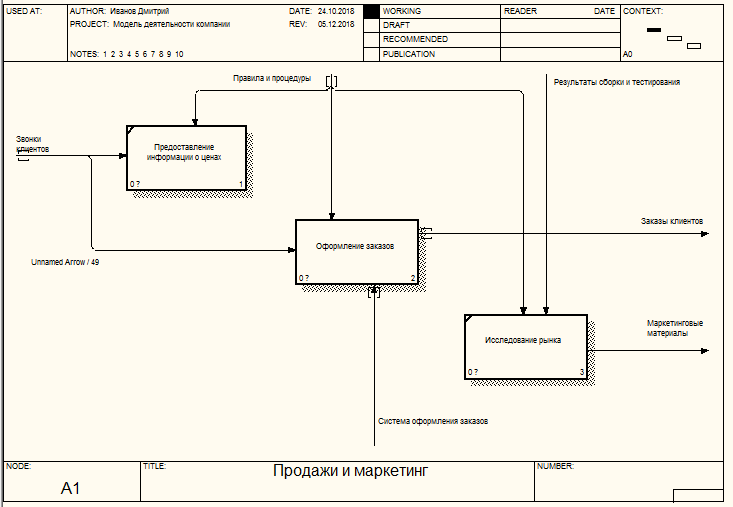 USED AT:
AUTHOR: Иванов Дмитрий
DATE: 24.10.2018
PROJECT: Модель деятельности компании
REV: 05.12.2018
NOTES: 1 2 3 4 5 6 7 8 9 10
WORKING
DRAFT
RECOMMENDED
PUBLICATION
READER
DATE
CONTEXT:
A0
Правила и процедуры
Результаты сборки и тестирования
Звонки
клиентов
Предоставление
информации о ценах
0 ?
1
Unnamed Arrow / 49
Оформление заказов
0 ?
2
Заказы клиентов
Исследование рынка
0 ?
3
Маркетинговые
материалы
Система оформления заказов
NODE:
A1
TITLE:
Продажи и маркетинг
NUMBER: